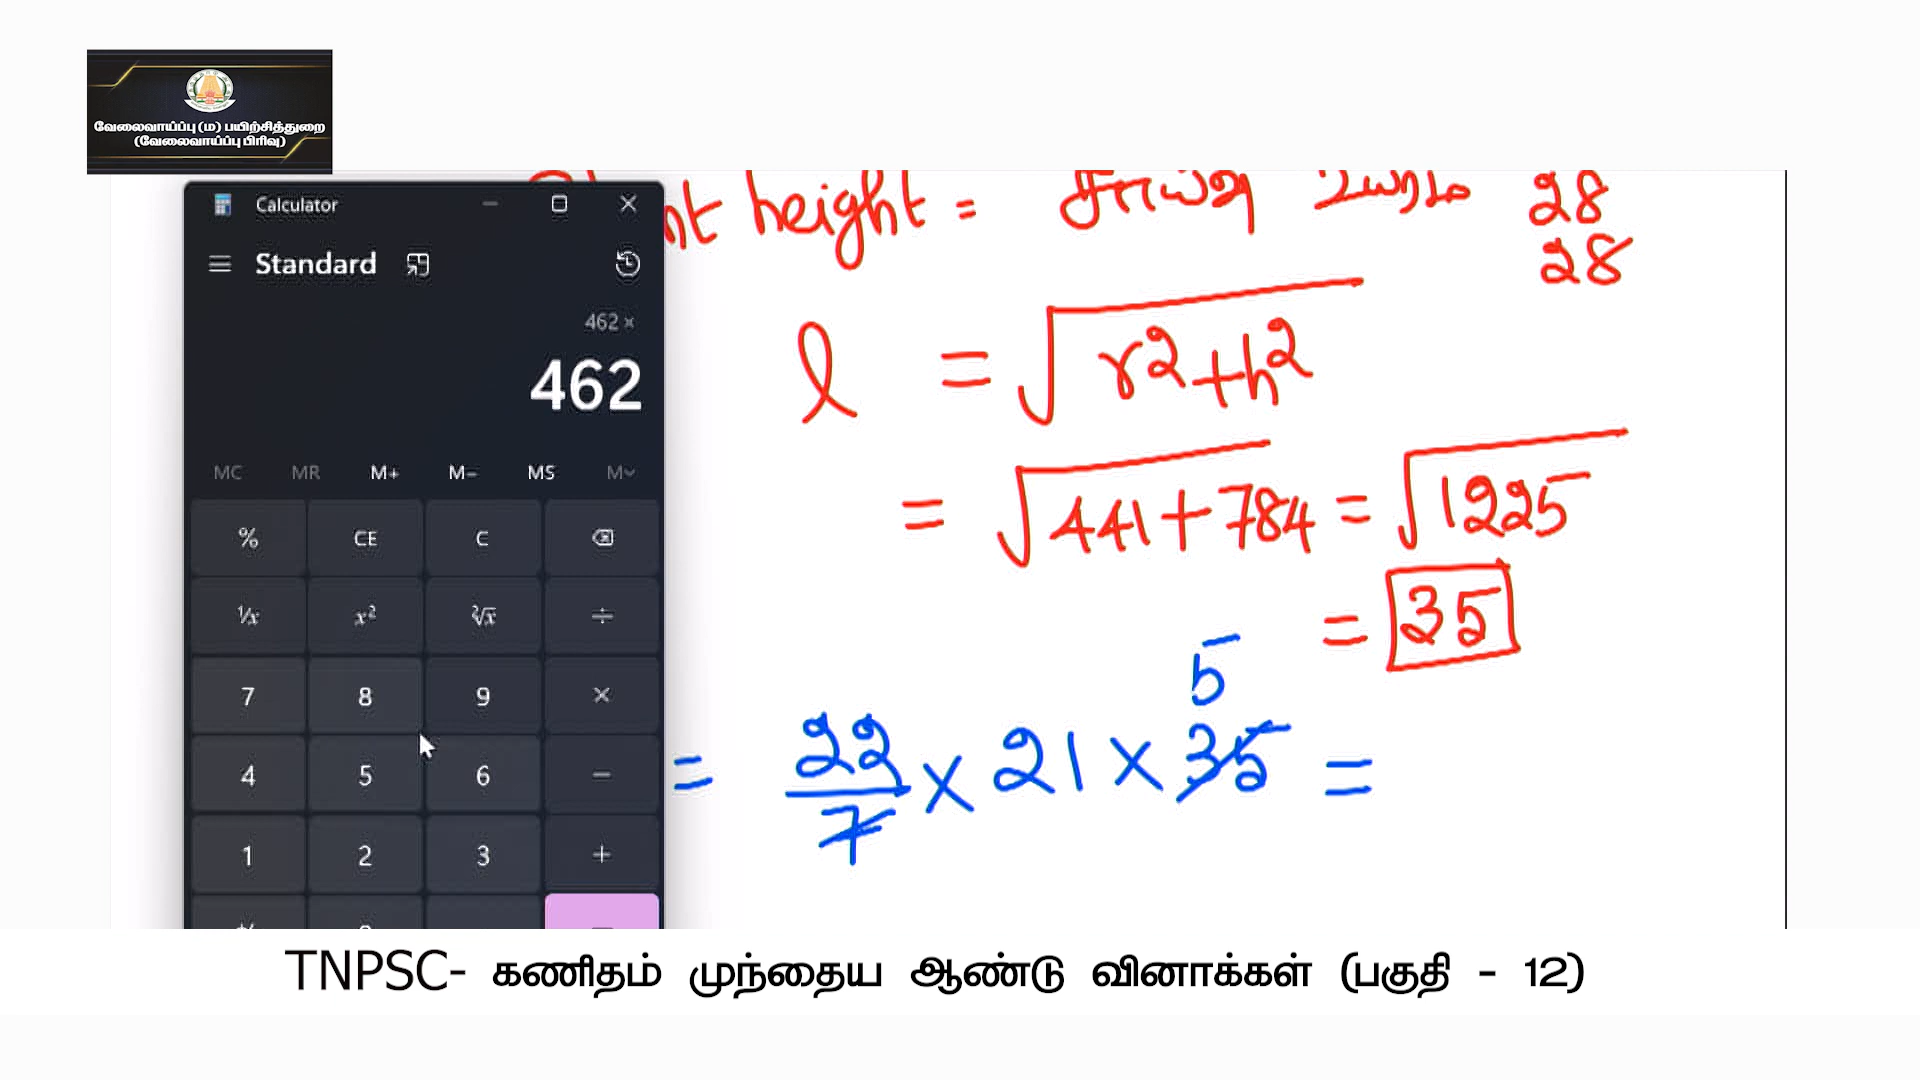 வேலைவாய்ப்பு (ம) பயிற்சித்துறை
(வேலைவாய்ப்பு பிரிவு)
Calculator
Standard
462 ×
462
MC MR M+ M− MS M
% CE C
¹/x x² ²√x ÷
7 8 9 ×
4 5 6 −
1 2 3 +
height = சாயுயரம் 28
28
l = √r²+h²
= √441+784 = √1225
= 35
5
= 22/7 × 21 × 35 =
TNPSC- கணிதம் முந்தைய ஆண்டு வினாக்கள் (பகுதி - 12)